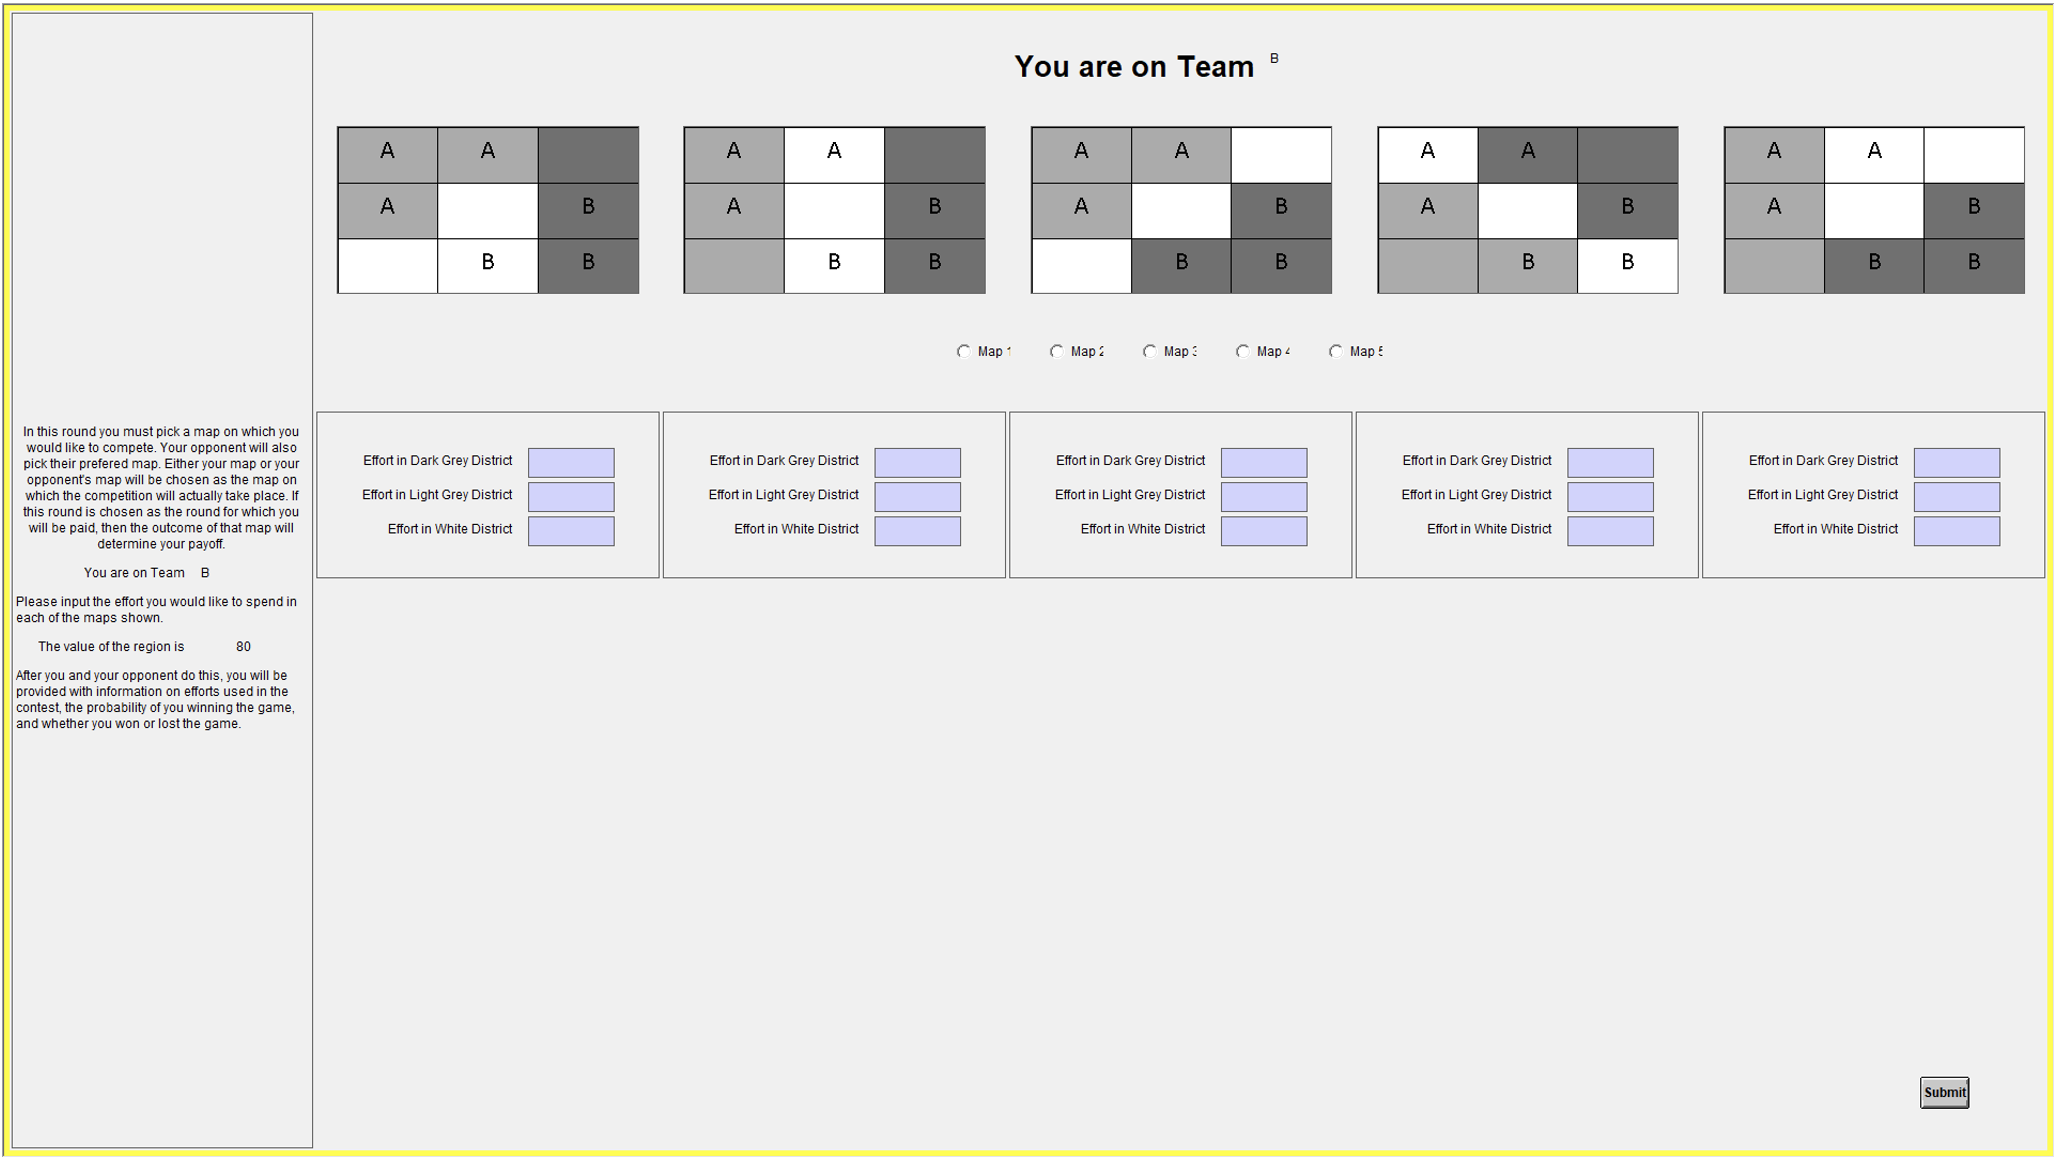 You are on Team B
A A
A B
B B
A A
A B
B B
A A
A B
B B
A A
A B
B B
A A
A B
B B
Map 1 Map 2 Map 3 Map 4 Map 5
Effort in Dark Grey District
Effort in Light Grey District
Effort in White District
Effort in Dark Grey District
Effort in Light Grey District
Effort in White District
Effort in Dark Grey District
Effort in Light Grey District
Effort in White District
Effort in Dark Grey District
Effort in Light Grey District
Effort in White District
Effort in Dark Grey District
Effort in Light Grey District
Effort in White District
In this round you must pick a map on which you
would like to compete. Your opponent will also
pick their prefered map. Either your map or your
opponent's map will be chosen as the map on
which the competition will actually take place. If
this round is chosen as the round for which you
will be paid, then the outcome of that map will
determine your payoff.
You are on Team B
Please input the effort you would like to spend in
each of the maps shown.
The value of the region is 80
After you and your opponent do this, you will be
provided with information on efforts used in the
contest, the probability of you winning the game,
and whether you won or lost the game.
Submit